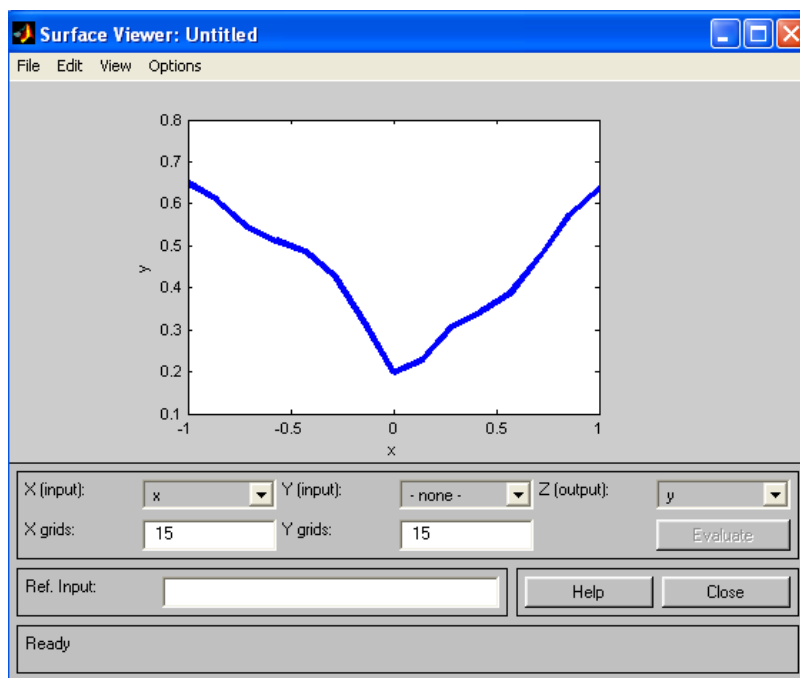 Surface Viewer: Untitled
File Edit View Options
0.8
0.7
0.6
0.5
0.4
0.3
0.2
0.1
y
-1 -0.5 0 0.5 1
x
X (input): x Y (input): - none - Z (output): y
X grids: 15 Y grids: 15 Evaluate
Ref. Input: Help Close
Ready